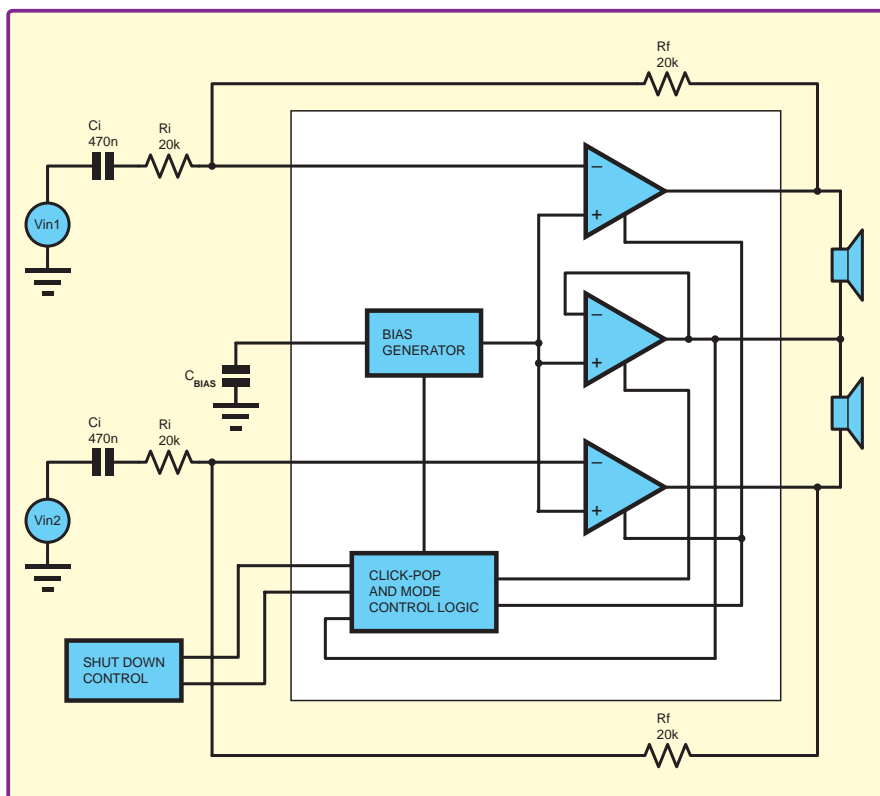 Rf
20k
Ci
470n
Ri
20k
−
+
Vin1
BIAS
GENERATOR
−
+
CBIAS
Ci
470n
Ri
20k
−
+
Vin2
CLICK-POP
AND MODE
CONTROL LOGIC
SHUT DOWN
CONTROL
Rf
20k